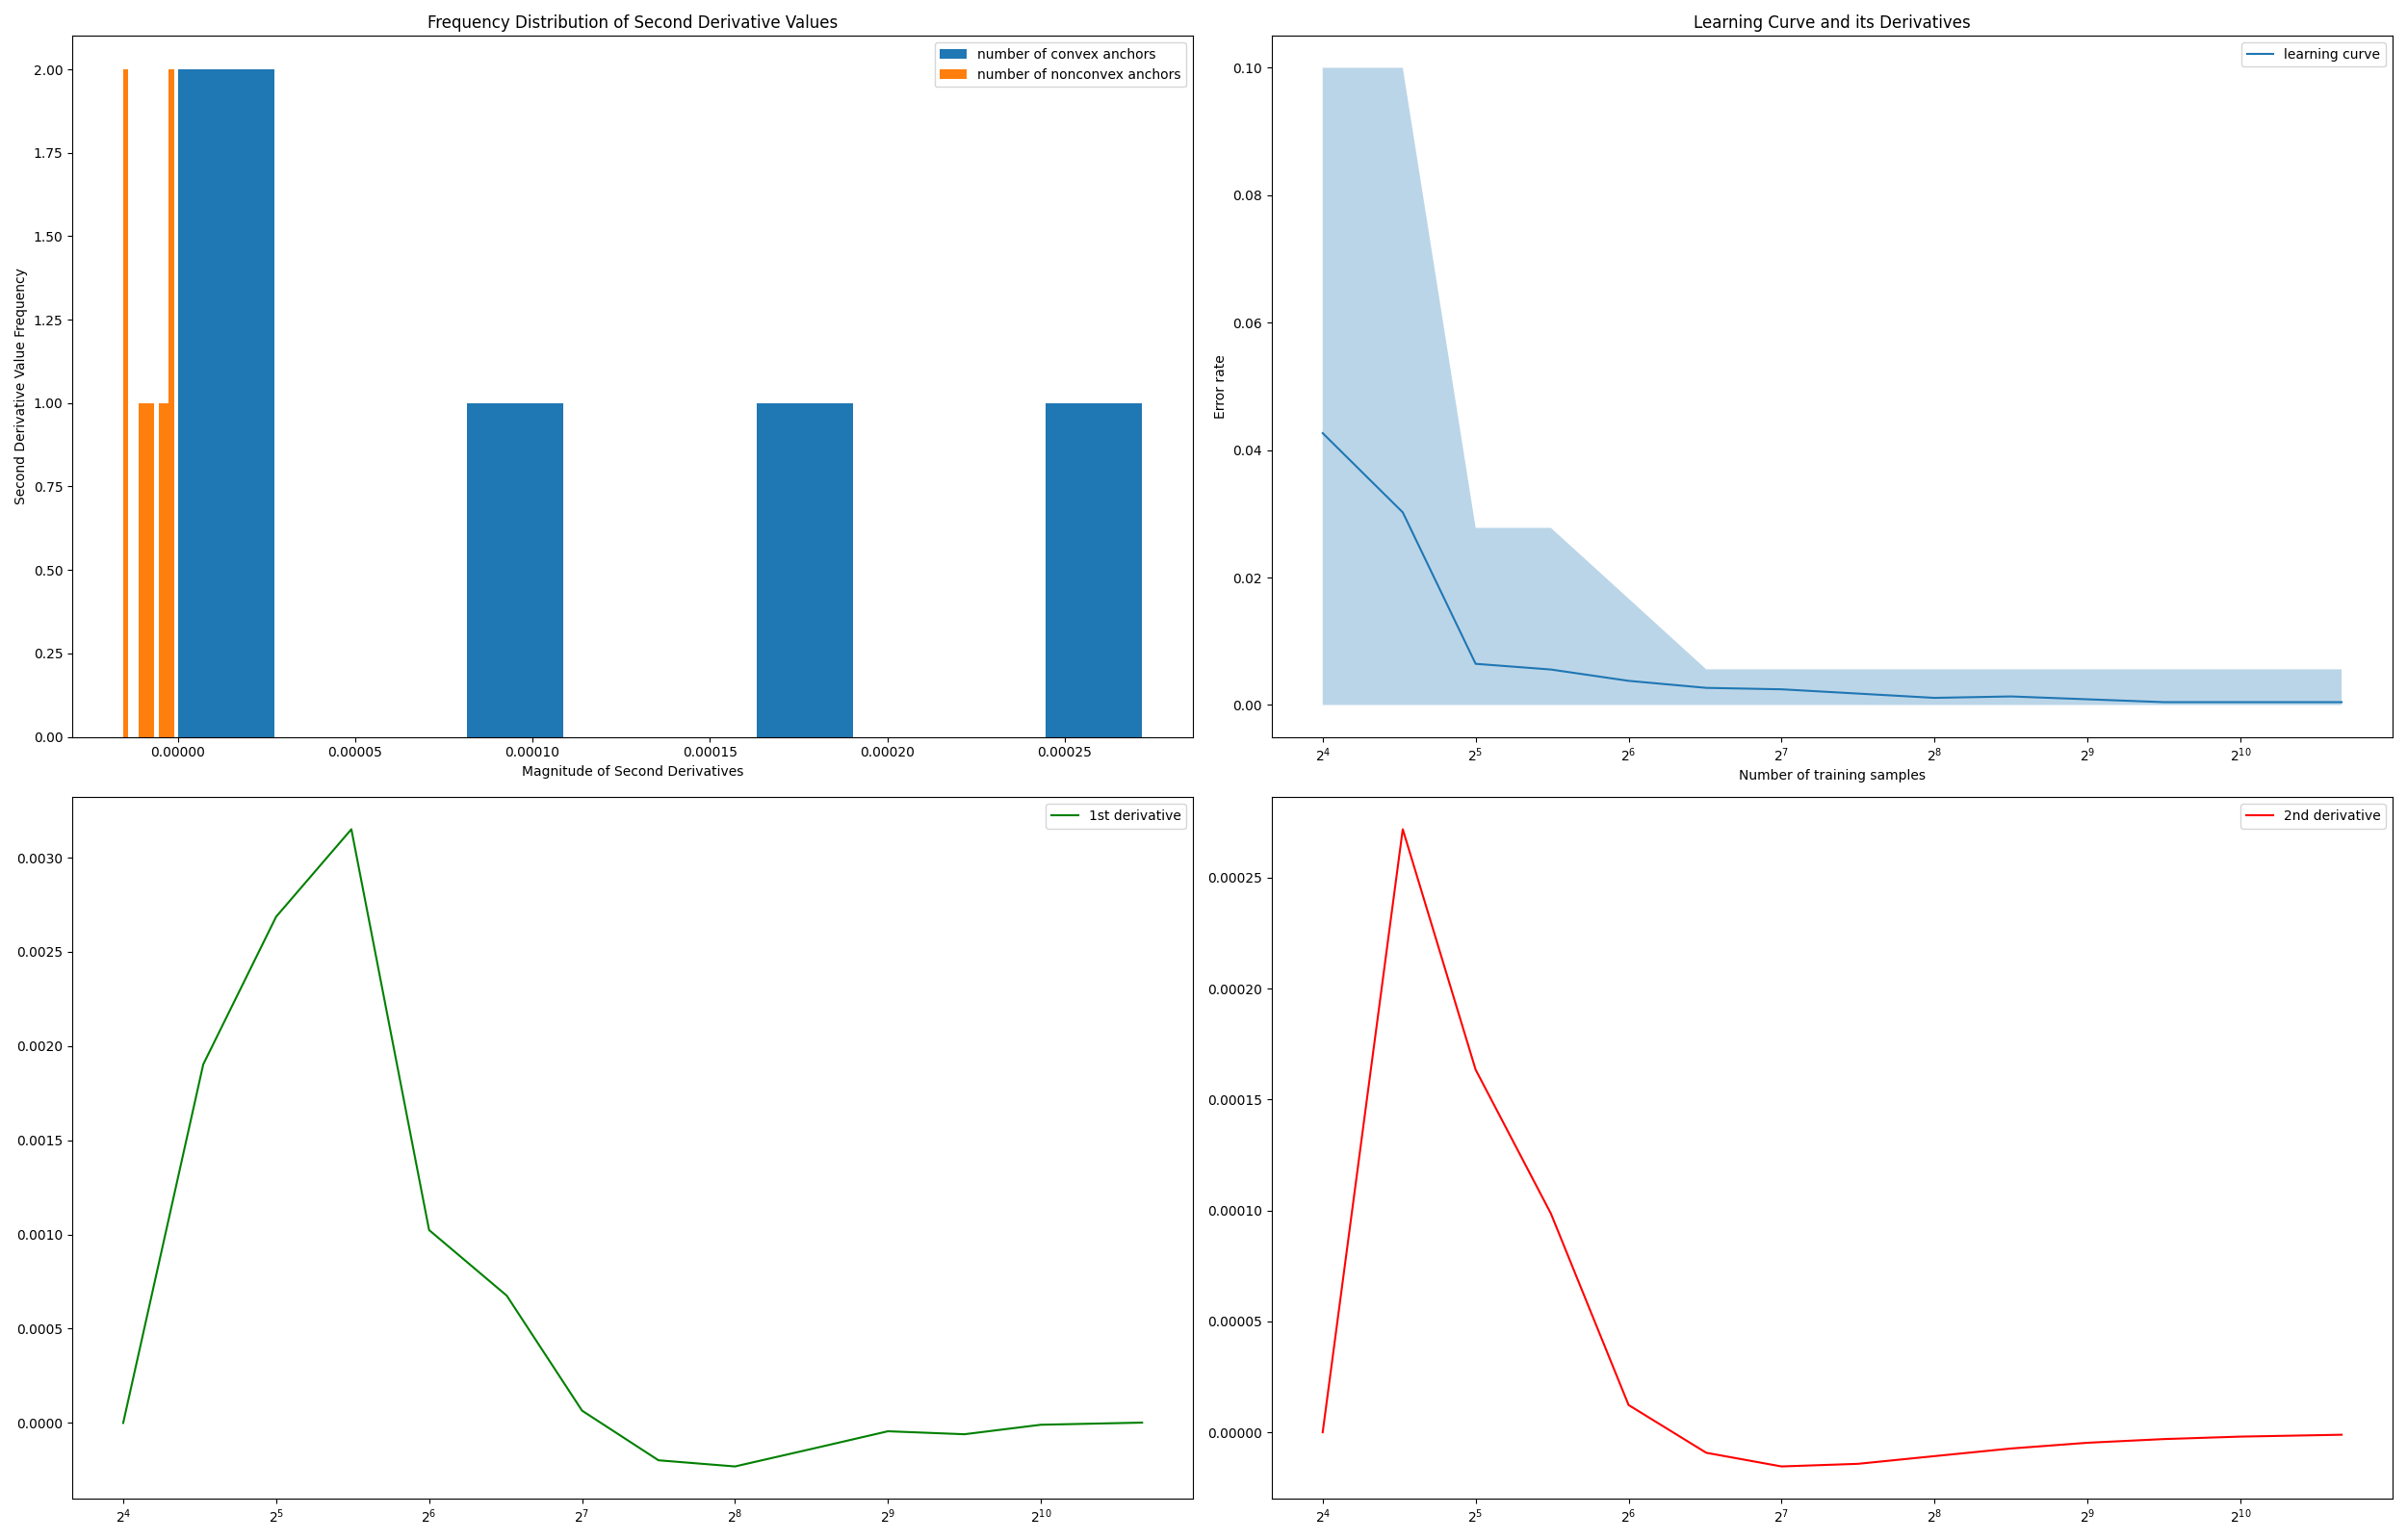 Frequency Distribution of Second Derivative Values
Second Derivative Value Frequency
2.00
1.75
1.50
1.25
1.00
0.75
0.50
0.25
0.00
number of convex anchors
number of nonconvex anchors
0.00000 0.00005 0.00010 0.00015 0.00020 0.00025
Magnitude of Second Derivatives
Learning Curve and its Derivatives
Error rate
0.10
0.08
0.06
0.04
0.02
0.00
learning curve
2⁴ 2⁵ 2⁶ 2⁷ 2⁸ 2⁹ 2¹⁰
Number of training samples
0.0030
0.0025
0.0020
0.0015
0.0010
0.0005
0.0000
1st derivative
2⁴ 2⁵ 2⁶ 2⁷ 2⁸ 2⁹ 2¹⁰
0.00025
0.00020
0.00015
0.00010
0.00005
0.00000
2nd derivative
2⁴ 2⁵ 2⁶ 2⁷ 2⁸ 2⁹ 2¹⁰